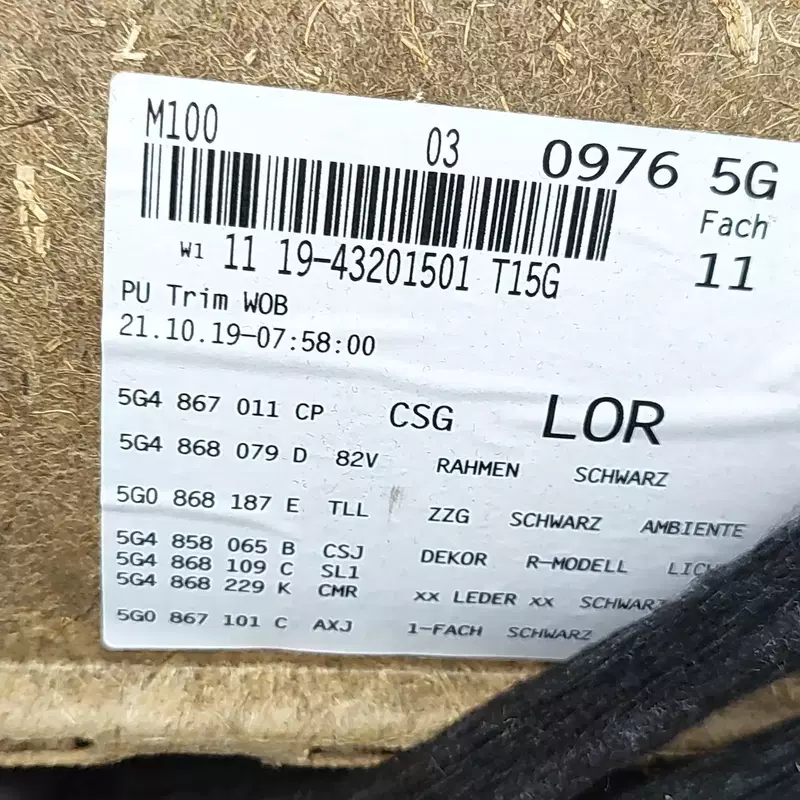 M100 03 0976 5G
Fach
W1 11 19-43201501 T15G 11
PU Trim WOB
21.10.19-07:58:00
5G4 867 011 CP CSG LOR
5G4 868 079 D 82V RAHMEN SCHWARZ
5G0 868 187 E TLL ZZG SCHWARZ AMBIENTE
5G4 858 065 B CSJ DEKOR R-MODELL
5G4 868 109 C SL1
5G4 868 229 K CMR xx LEDER xx SCHWARZ
5G0 867 101 C AXJ 1-FACH SCHWARZ